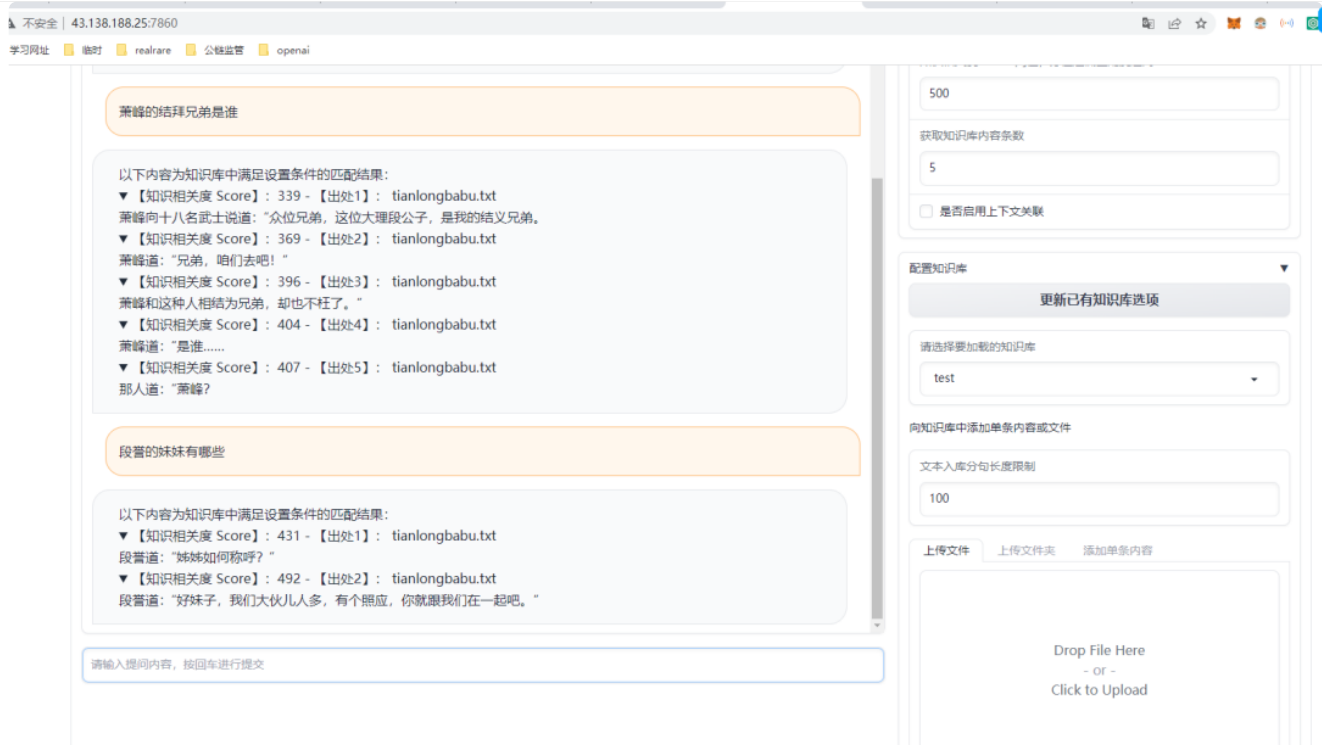 不安全 | 43.138.188.25:7860
学习网址 临时 realrare 公链监管 openai
萧峰的结拜兄弟是谁
以下内容为知识库中满足设置条件的匹配结果：
▼ 【知识相关度 Score】：339 - 【出处1】： tianlongbabu.txt
萧峰向十八名武士说道：“众位兄弟，这位大理段公子，是我的结义兄弟。
▼ 【知识相关度 Score】：369 - 【出处2】： tianlongbabu.txt
萧峰道：“兄弟，咱们去吧！”
▼ 【知识相关度 Score】：396 - 【出处3】： tianlongbabu.txt
萧峰和这种人相结为兄弟，却也不枉了。”
▼ 【知识相关度 Score】：404 - 【出处4】： tianlongbabu.txt
萧峰道：“是谁……
▼ 【知识相关度 Score】：407 - 【出处5】： tianlongbabu.txt
那人道：“萧峰？
段誉的妹妹有哪些
以下内容为知识库中满足设置条件的匹配结果：
▼ 【知识相关度 Score】：431 - 【出处1】： tianlongbabu.txt
段誉道：“姊姊如何称呼？”
▼ 【知识相关度 Score】：492 - 【出处2】： tianlongbabu.txt
段誉道：“好妹子，我们大伙儿人多，有个照应，你就跟我们在一起吧。”
请输入提问内容，按回车进行提交
500
获取知识库内容条数
5
是否启用上下文关联
配置知识库 ▼
更新已有知识库选项
请选择要加载的知识库
test
向知识库中添加单条内容或文件
文本入库分句长度限制
100
上传文件 上传文件夹 添加单条内容
Drop File Here
- or -
Click to Upload